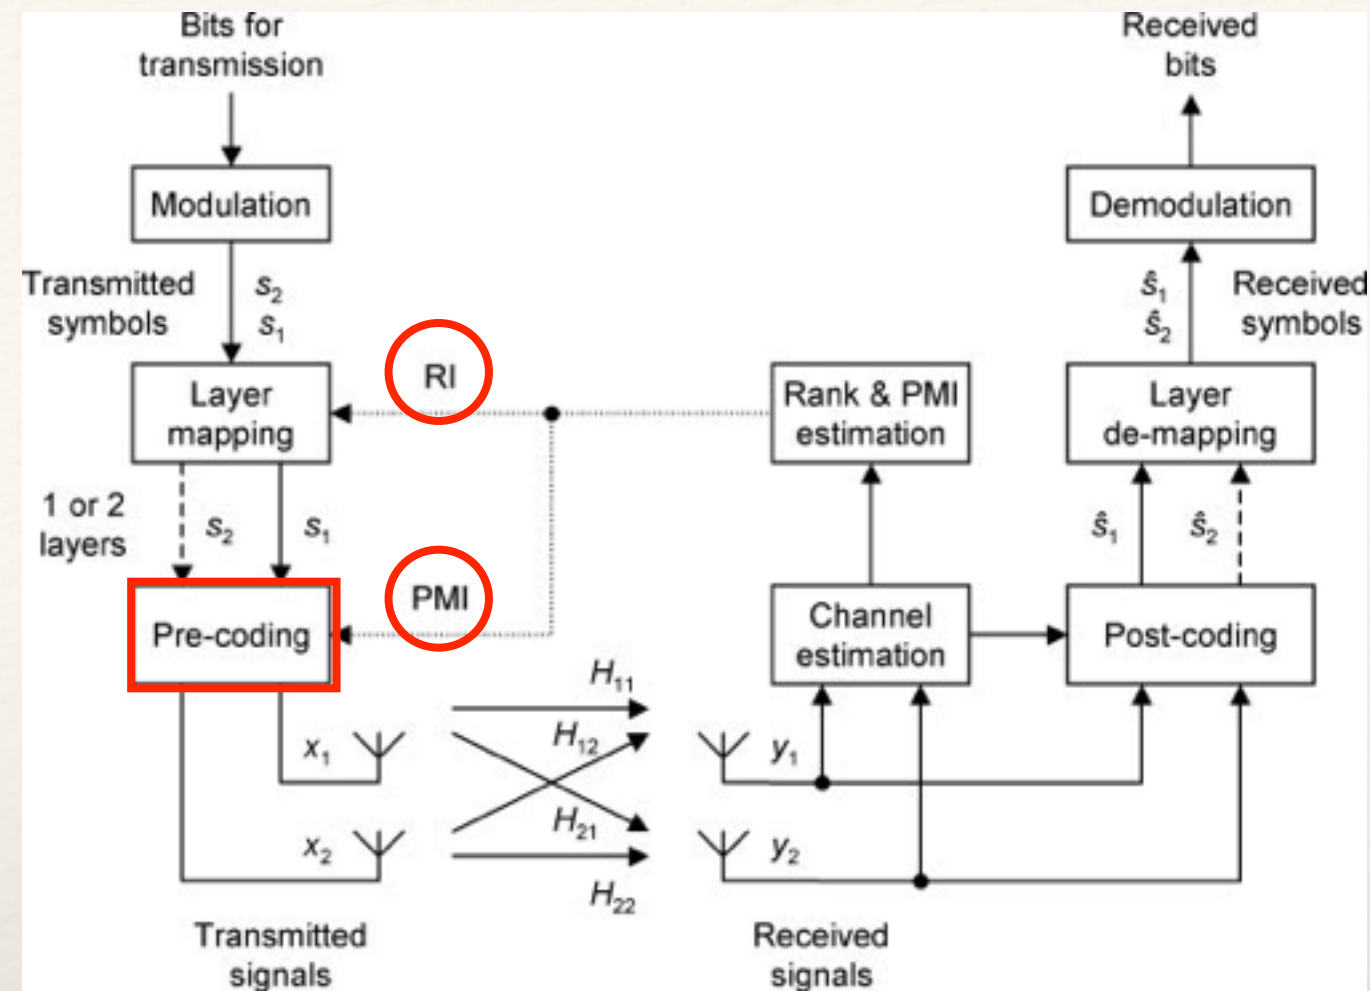 Bits for
transmission
Received
bits
Modulation
Demodulation
Transmitted
symbols
s₂
s₁
ŝ₁
ŝ₂
Received
symbols
RI
Layer
mapping
Rank & PMI
estimation
Layer
de-mapping
1 or 2
layers
s₂
s₁
ŝ₁
ŝ₂
PMI
Pre-coding
Channel
estimation
Post-coding
H₁₁
x₁
H₁₂
y₁
H₂₁
x₂
y₂
H₂₂
Transmitted
signals
Received
signals